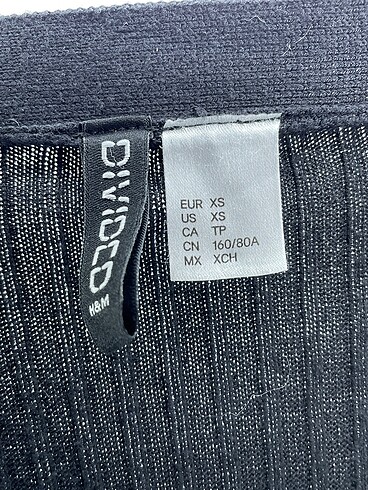 DIVIDED
H&M
EUR XS
US XS
CA TP
CN 160/80A
MX XCH